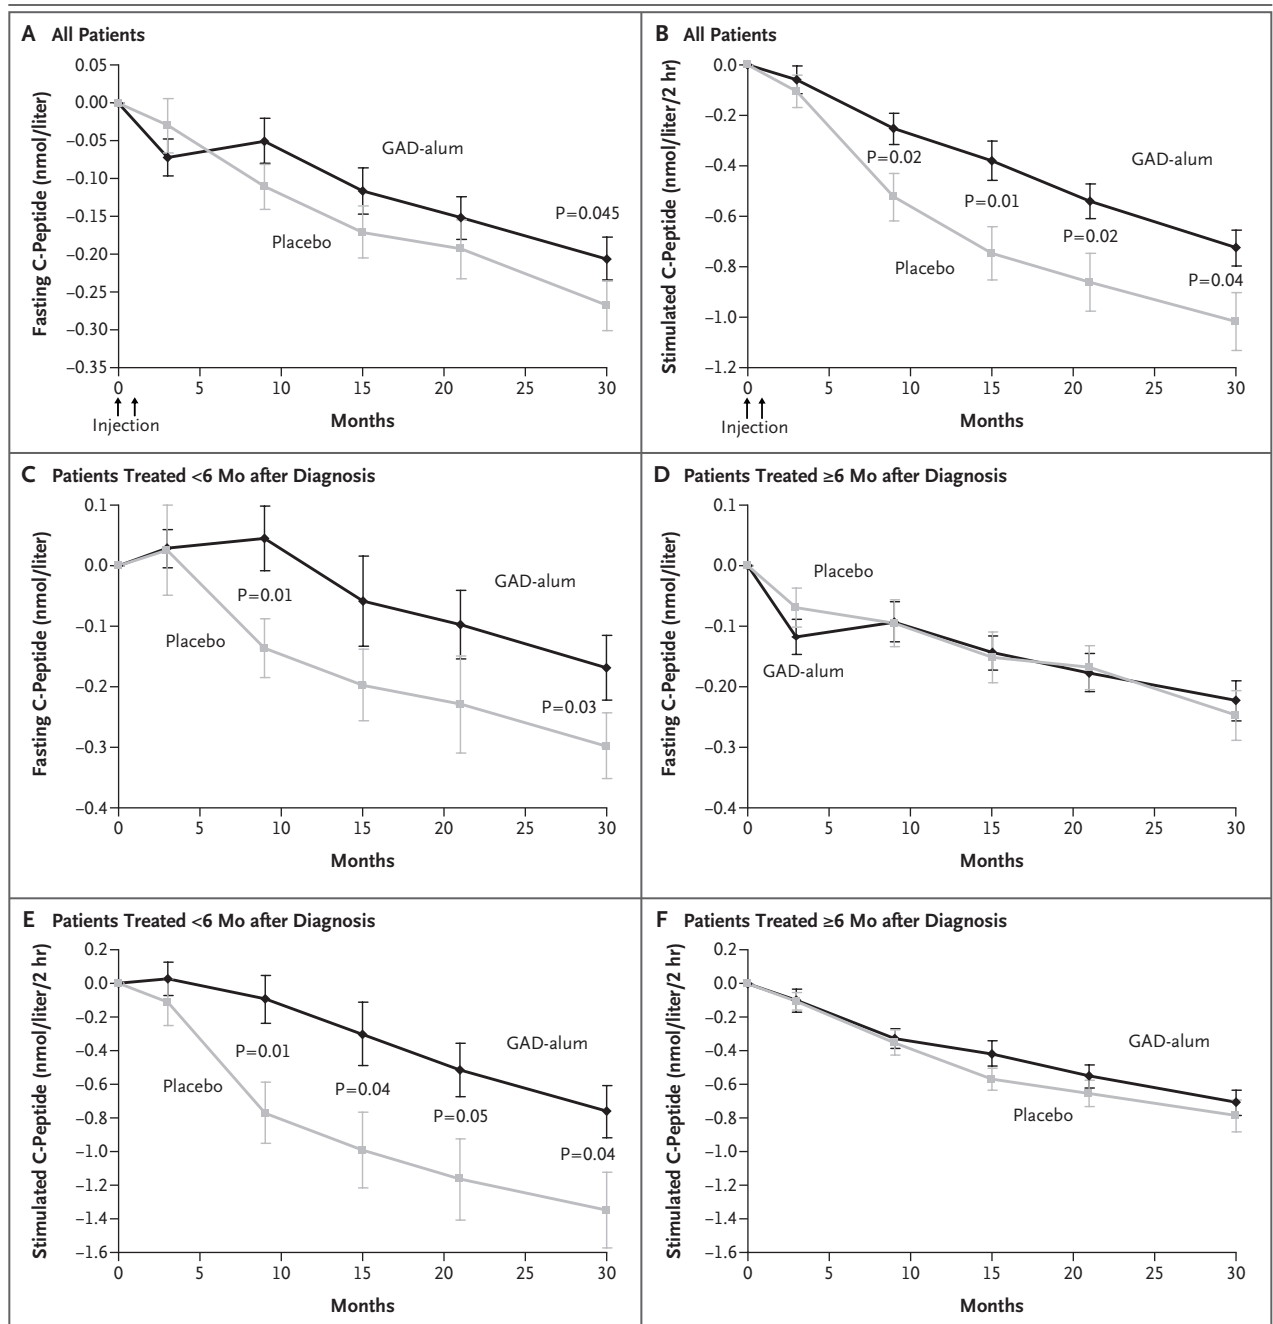 A All Patients
Fasting C-Peptide (nmol/liter)
0.05
0.00
–0.05
–0.10
–0.15
–0.20
–0.25
–0.30
–0.35
GAD-alum
Placebo
P=0.045
0 5 10 15 20 25 30
Injection
Months
B All Patients
Stimulated C-Peptide (nmol/liter/2 hr)
0.0
–0.2
–0.4
–0.6
–0.8
–1.0
–1.2
GAD-alum
P=0.02
P=0.01
P=0.02
P=0.04
Placebo
0 5 10 15 20 25 30
Injection
Months
C Patients Treated <6 Mo after Diagnosis
Fasting C-Peptide (nmol/liter)
0.1
0.0
–0.1
–0.2
–0.3
–0.4
GAD-alum
P=0.01
Placebo
P=0.03
0 5 10 15 20 25 30
Months
D Patients Treated ≥6 Mo after Diagnosis
Fasting C-Peptide (nmol/liter)
0.1
0.0
–0.1
–0.20
–0.3
–0.4
Placebo
GAD-alum
0 5 10 15 20 25 30
Months
E Patients Treated <6 Mo after Diagnosis
Stimulated C-Peptide (nmol/liter/2 hr)
0.2
0.0
–0.2
–0.4
–0.6
–0.8
–1.0
–1.2
–1.4
–1.6
GAD-alum
P=0.01
Placebo
P=0.04
P=0.05
P=0.04
0 5 10 15 20 25 30
Months
F Patients Treated ≥6 Mo after Diagnosis
Stimulated C-Peptide (nmol/liter/2 hr)
0.2
0.0
–0.2
–0.4
–0.6
–0.8
–1.0
–1.2
–1.4
–1.6
GAD-alum
Placebo
0 5 10 15 20 25 30
Months